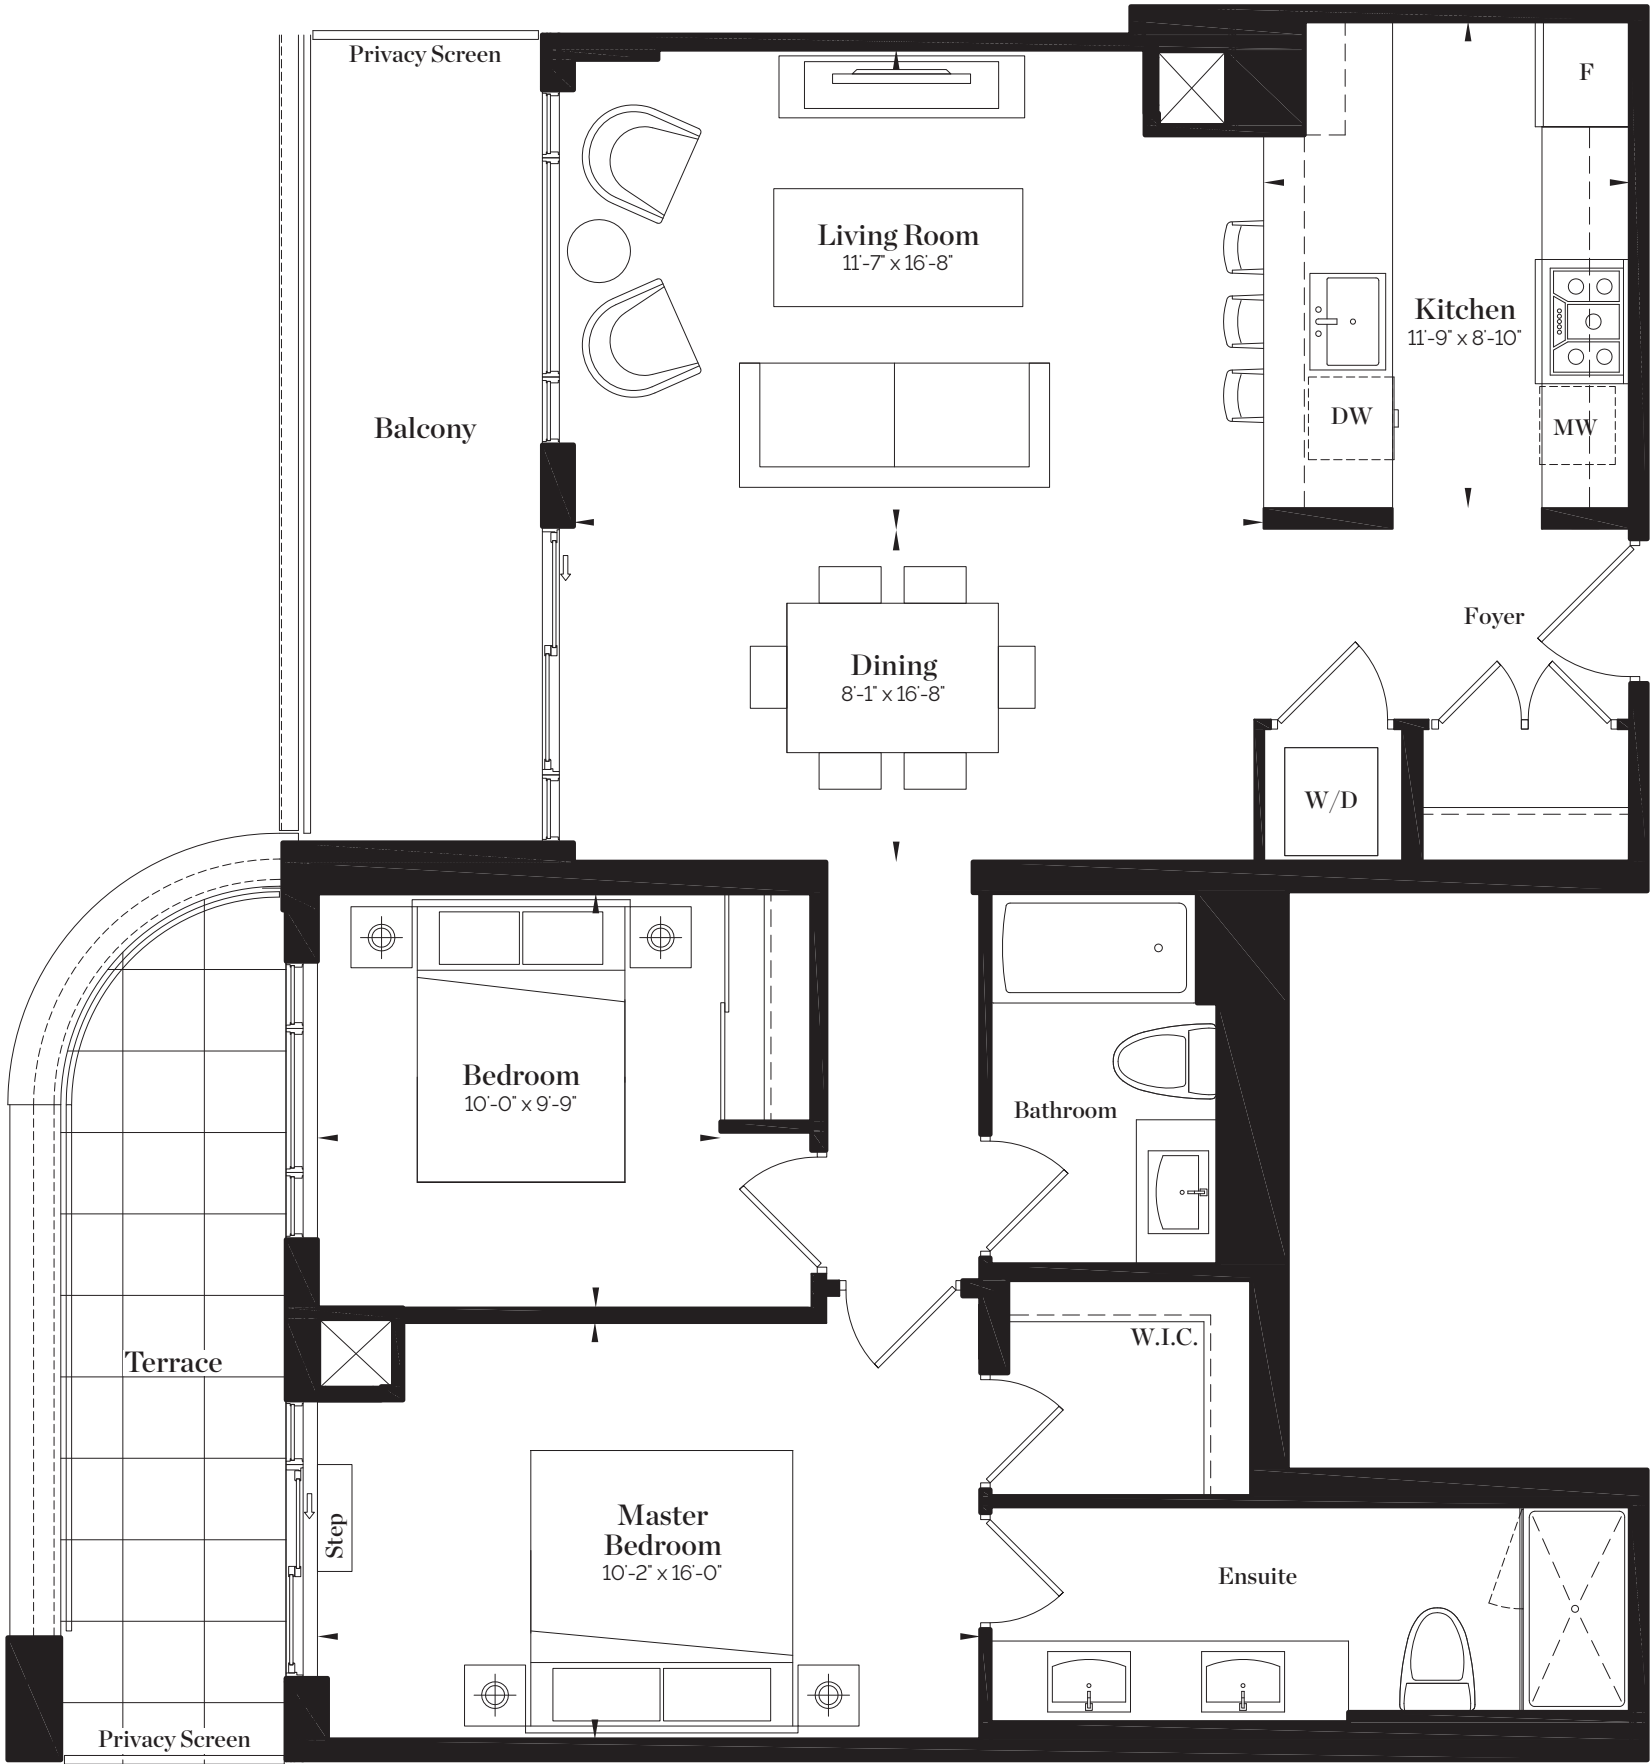 Privacy Screen
F
Living Room
11'-7" x 16'-8"
Kitchen
11'-9" x 8'-10"
Balcony
DW
MW
Foyer
Dining
8'-1" x 16'-8"
W/D
Bedroom
10'-0" x 9'-9"
Bathroom
W.I.C.
Terrace
Step
Master
Bedroom
10'-2" x 16'-0"
Ensuite
Privacy Screen